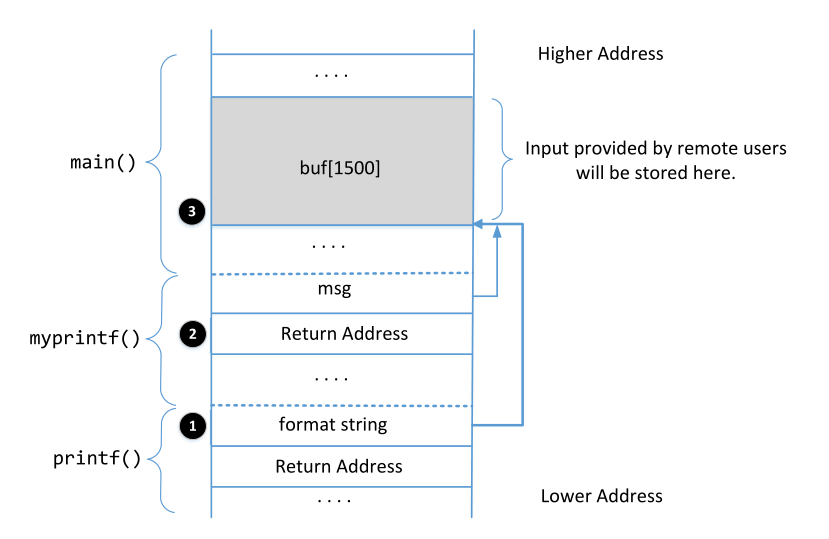 Higher Address
. . . .
main()
buf[1500]
Input provided by remote users
will be stored here.
3
. . . .
msg
myprintf()
2
Return Address
. . . .
1
format string
printf()
Return Address
. . . .
Lower Address